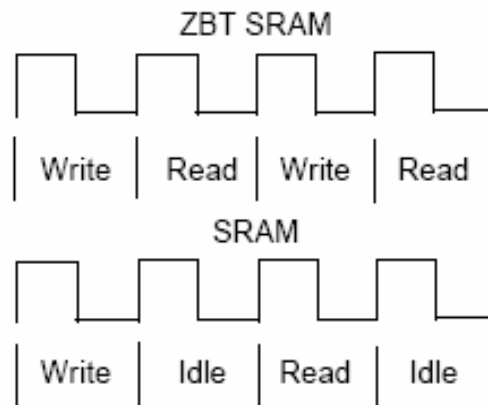 ZBT SRAM
Write Read Write Read
SRAM
Write Idle Read Idle